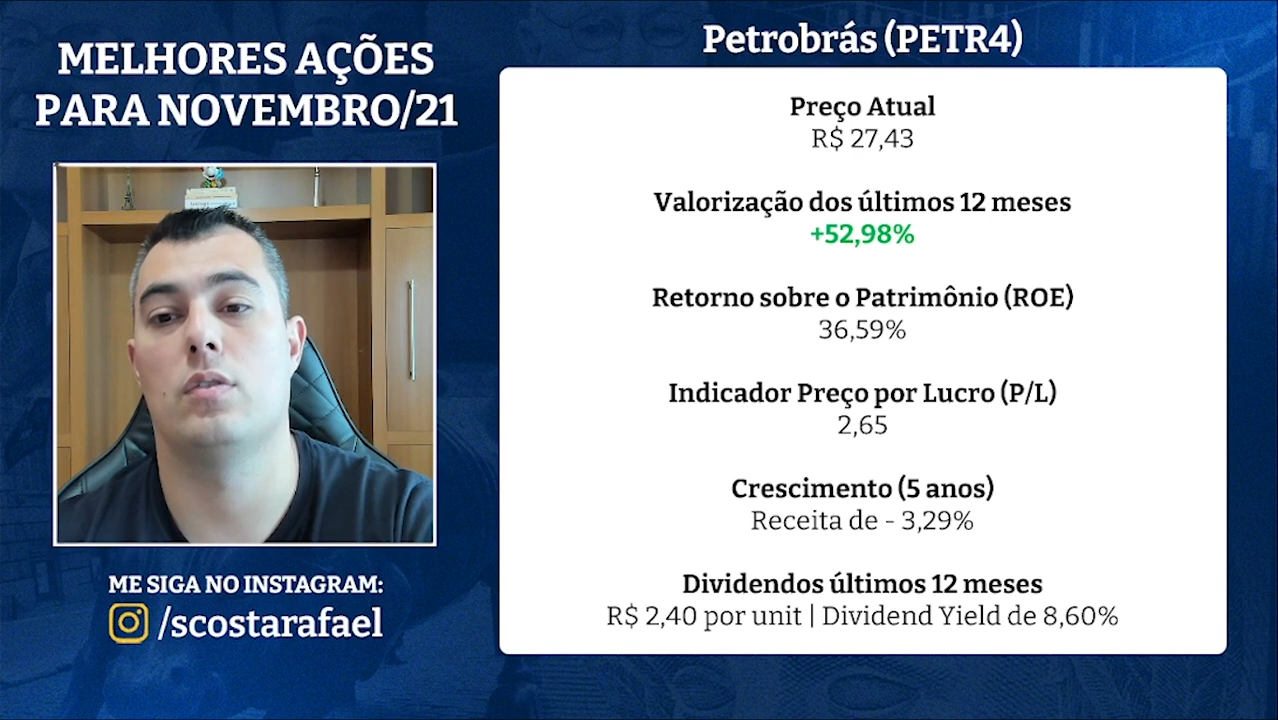 MELHORES AÇÕES
PARA NOVEMBRO/21
ME SIGA NO INSTAGRAM:
/scostarafael
Petrobrás (PETR4)
Preço Atual
R$ 27,43
Valorização dos últimos 12 meses
+52,98%
Retorno sobre o Patrimônio (ROE)
36,59%
Indicador Preço por Lucro (P/L)
2,65
Crescimento (5 anos)
Receita de - 3,29%
Dividendos últimos 12 meses
R$ 2,40 por unit | Dividend Yield de 8,60%